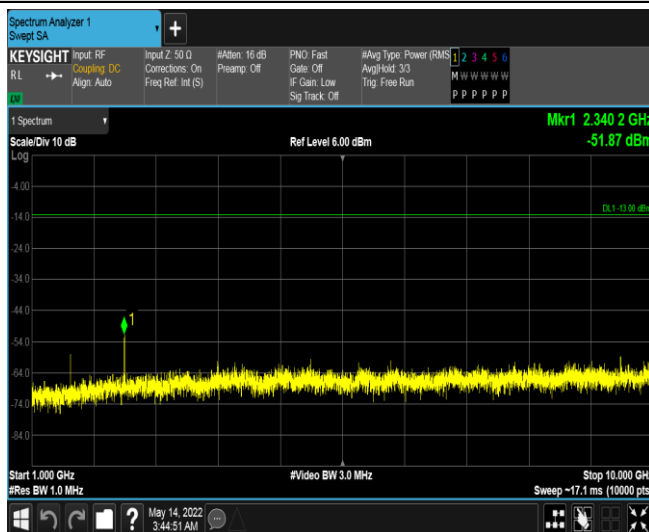 Spectrum Analyzer 1
Swept SA
KEYSIGHT
RL
LXI
Input: RF
Coupling: DC
Align: Auto
Input Z: 50 Ω
Corrections: On
Freq Ref: Int (S)
#Atten: 16 dB
Preamp: Off
PNO: Fast
Gate: Off
IF Gain: Low
Sig Track: Off
#Avg Type: Power (RMS
Avg|Hold: 3/3
Trig: Free Run
1 2 3 4 5 6
M W W W W W
P P P P P P
1 Spectrum
Mkr1 2.340 2 GHz
Scale/Div 10 dB
Ref Level 6.00 dBm
-51.87 dBm
Log
-4.00
DL1 -13.00 dBm
-14.0
-24.0
-34.0
-44.0
1
-54.0
-64.0
-74.0
-84.0
Start 1.000 GHz
#Video BW 3.0 MHz
Stop 10.000 GHz
#Res BW 1.0 MHz
Sweep ~17.1 ms (10000 pts
?
May 14, 2022
3:44:51 AM